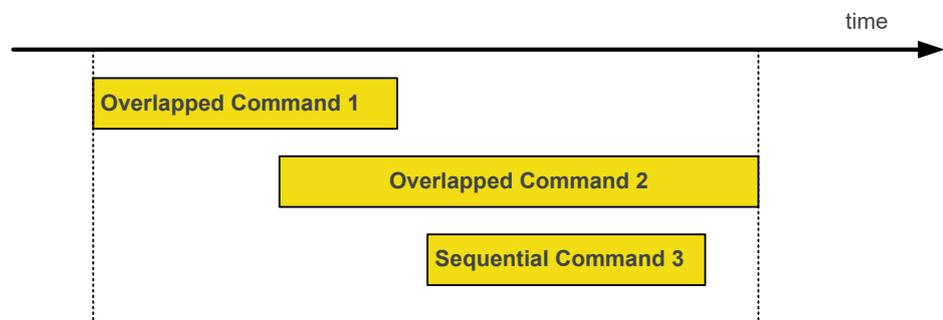 time
Overlapped Command 1
Overlapped Command 2
Sequential Command 3